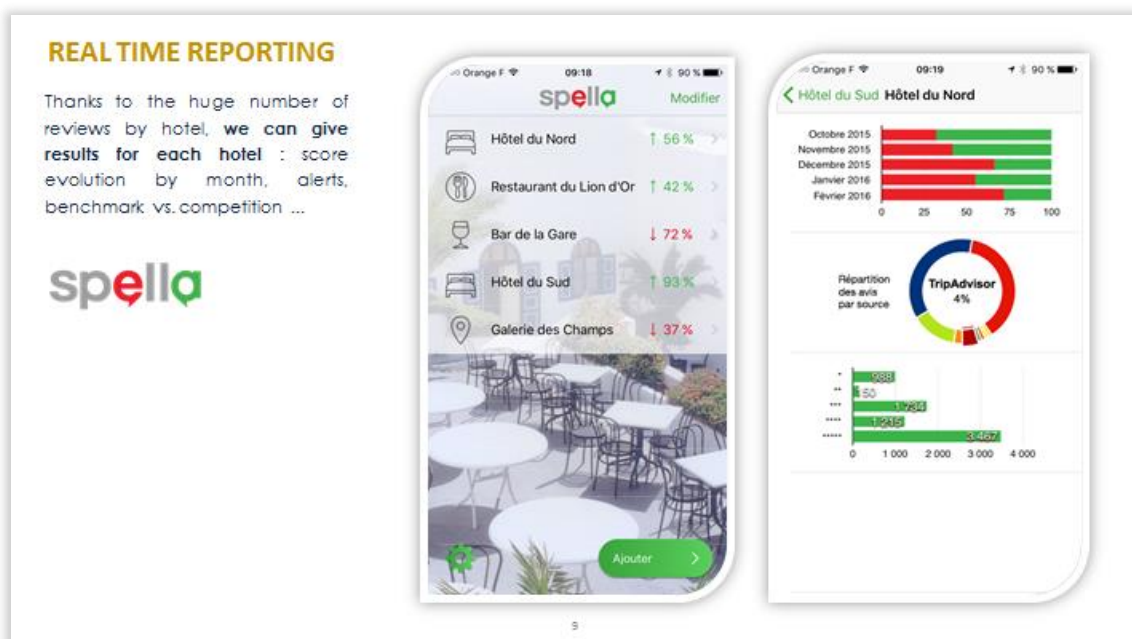 REAL TIME REPORTING
Thanks to the huge number of
reviews by hotel, we can give
results for each hotel : score
evolution by month, alerts,
benchmark vs. competition ...
spella
Orange F 09:18 90 %
spella Modifier
Hôtel du Nord ↑ 56 %
Restaurant du Lion d'Or ↑ 42 %
Bar de la Gare ↓ 72 %
Hôtel du Sud ↑ 93 %
Galerie des Champs ↓ 37 %
Ajouter
Orange F 09:19 90 %
Hôtel du Sud Hôtel du Nord
Octobre 2015
Novembre 2015
Décembre 2015
Janvier 2016
Février 2016
0 25 50 75 100
Répartition
des avis
par source
TripAdvisor
4%
* 988
** 50
*** 1 734
**** 1 215
***** 3 467
0 1 000 2 000 3 000 4 000
9